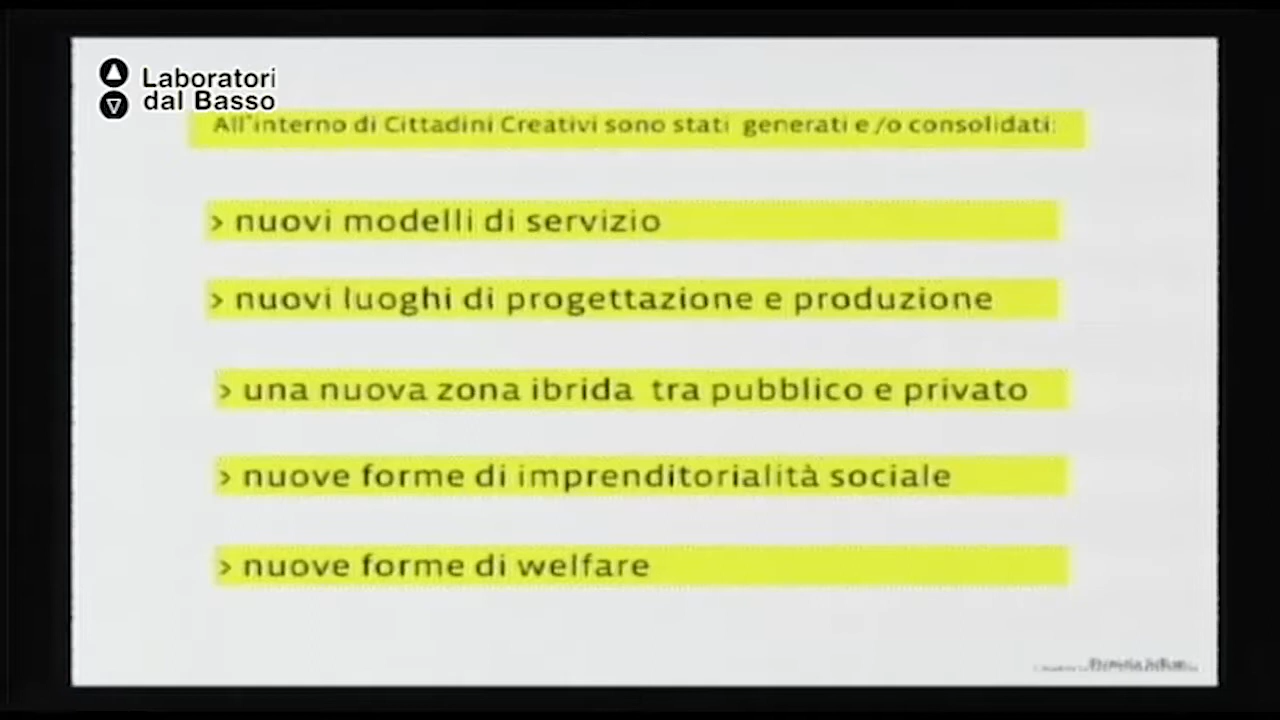 Laboratori
dal Basso
All'interno di Cittadini Creativi sono stati generati e /o consolidati:
> nuovi modelli di servizio
> nuovi luoghi di progettazione e produzione
> una nuova zona ibrida tra pubblico e privato
> nuove forme di imprenditorialità sociale
> nuove forme di welfare